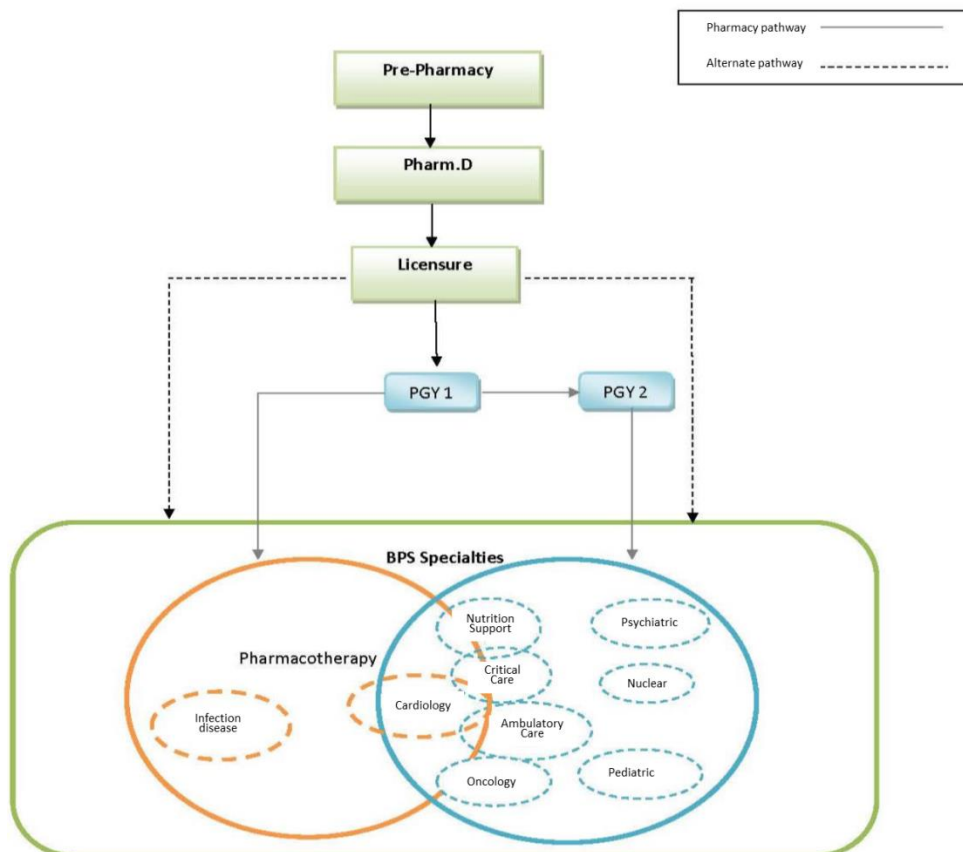 Pharmacy pathway
Alternate pathway
Pre-Pharmacy
Pharm.D
Licensure
PGY 1
PGY 2
BPS Specialties
Nutrition
Support
Psychiatric
Pharmacotherapy
Critical
Care
Nuclear
Cardiology
Infection
disease
Ambulatory
Care
Oncology
Pediatric